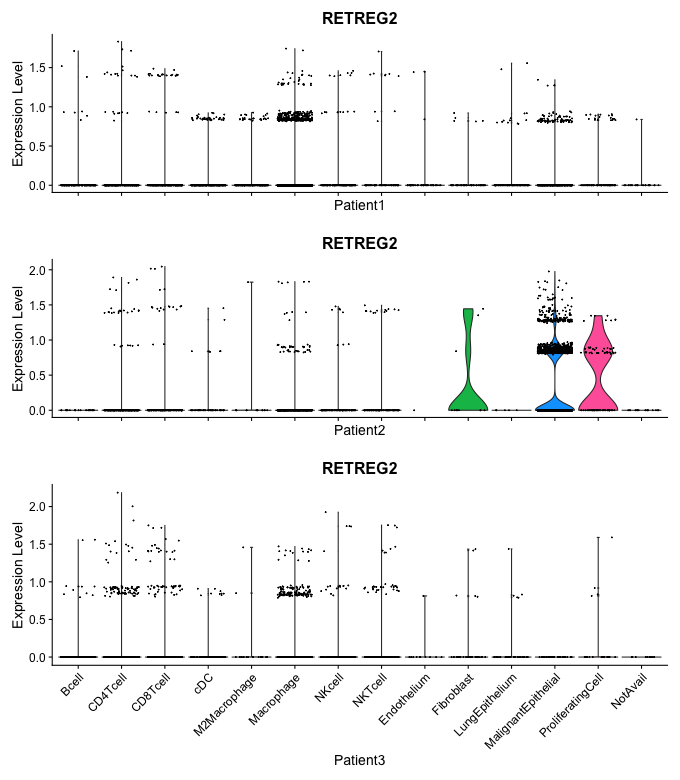 RETREG2
Expression Level
1.5
1.0
0.5
0.0
Patient1
RETREG2
Expression Level
2.0
1.5
1.0
0.5
0.0
Patient2
RETREG2
Expression Level
2.0
1.5
1.0
0.5
0.0
Bcell
CD4Tcell
CD8Tcell
cDC
M2Macrophage
Macrophage
NKcell
NKTcell
Endothelium
Fibroblast
LungEpithelium
MalignantEpithelial
ProliferatingCell
NotAvail
Patient3